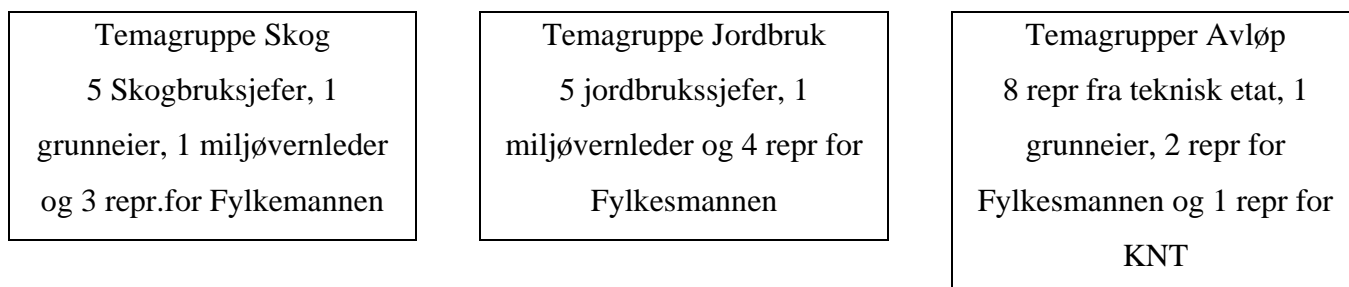 Temagruppe Skog
5 Skogbruksjefer, 1
grunneier, 1 miljøvernleder
og 3 repr.for Fylkemannen
Temagruppe Jordbruk
5 jordbrukssjefer, 1
miljøvernleder og 4 repr for
Fylkesmannen
Temagrupper Avløp
8 repr fra teknisk etat, 1
grunneier, 2 repr for
Fylkesmannen og 1 repr for
KNT